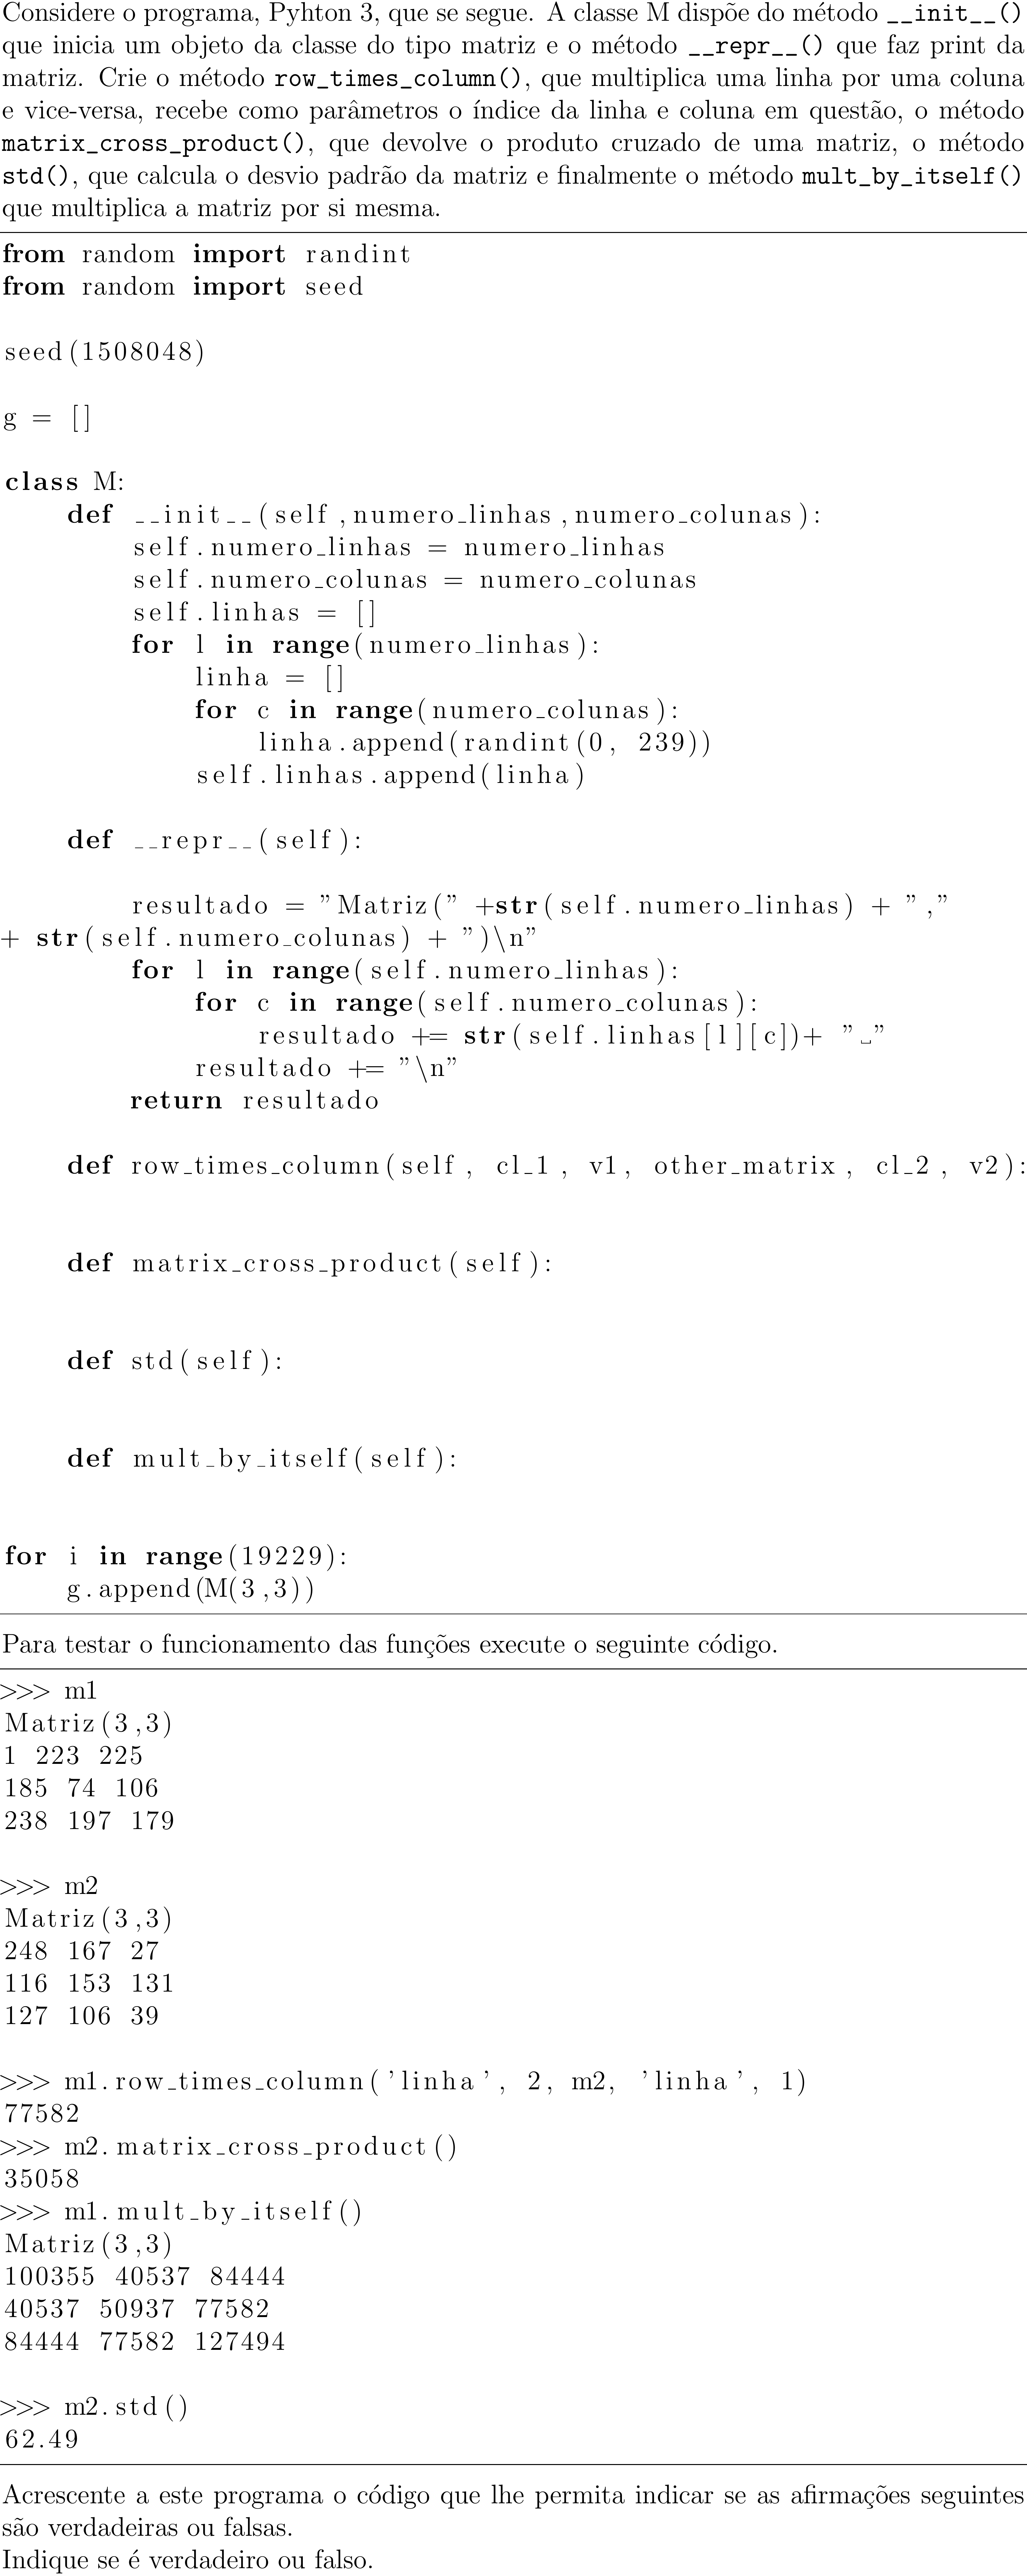 Considere o programa, Pyhton 3, que se segue. A classe M dispõe do método __init__()
que inicia um objeto da classe do tipo matriz e o método __repr__() que faz print da
matriz. Crie o método row_times_column(), que multiplica uma linha por uma coluna
e vice-versa, recebe como parâmetros o índice da linha e coluna em questão, o método
matrix_cross_product(), que devolve o produto cruzado de uma matriz, o método
std(), que calcula o desvio padrão da matriz e finalmente o método mult_by_itself()
que multiplica a matriz por si mesma.
from random import randint
from random import seed
seed(1508048)
g = []
class M:
    def __init__(self,numero_linhas,numero_colunas):
        self.numero_linhas = numero_linhas
        self.numero_colunas = numero_colunas
        self.linhas = []
        for l in range(numero_linhas):
            linha = []
            for c in range(numero_colunas):
                linha.append(randint(0, 239))
            self.linhas.append(linha)
    def __repr__(self):
        resultado = "Matriz(" +str(self.numero_linhas) + ","
+ str(self.numero_colunas) + ")\n"
        for l in range(self.numero_linhas):
            for c in range(self.numero_colunas):
                resultado += str(self.linhas[l][c])+ "␣"
            resultado += "\n"
        return resultado
    def row_times_column(self, cl_1, v1, other_matrix, cl_2, v2):
    def matrix_cross_product(self):
    def std(self):
    def mult_by_itself(self):
for i in range(19229):
    g.append(M(3,3))
Para testar o funcionamento das funções execute o seguinte código.
>>> m1
Matriz(3,3)
1 223 225
185 74 106
238 197 179
>>> m2
Matriz(3,3)
248 167 27
116 153 131
127 106 39
>>> m1.row_times_column('linha', 2, m2, 'linha', 1)
77582
>>> m2.matrix_cross_product()
35058
>>> m1.mult_by_itself()
Matriz(3,3)
100355 40537 84444
40537 50937 77582
84444 77582 127494
>>> m2.std()
62.49
Acrescente a este programa o código que lhe permita indicar se as afirmações seguintes
são verdadeiras ou falsas.
Indique se é verdadeiro ou falso.